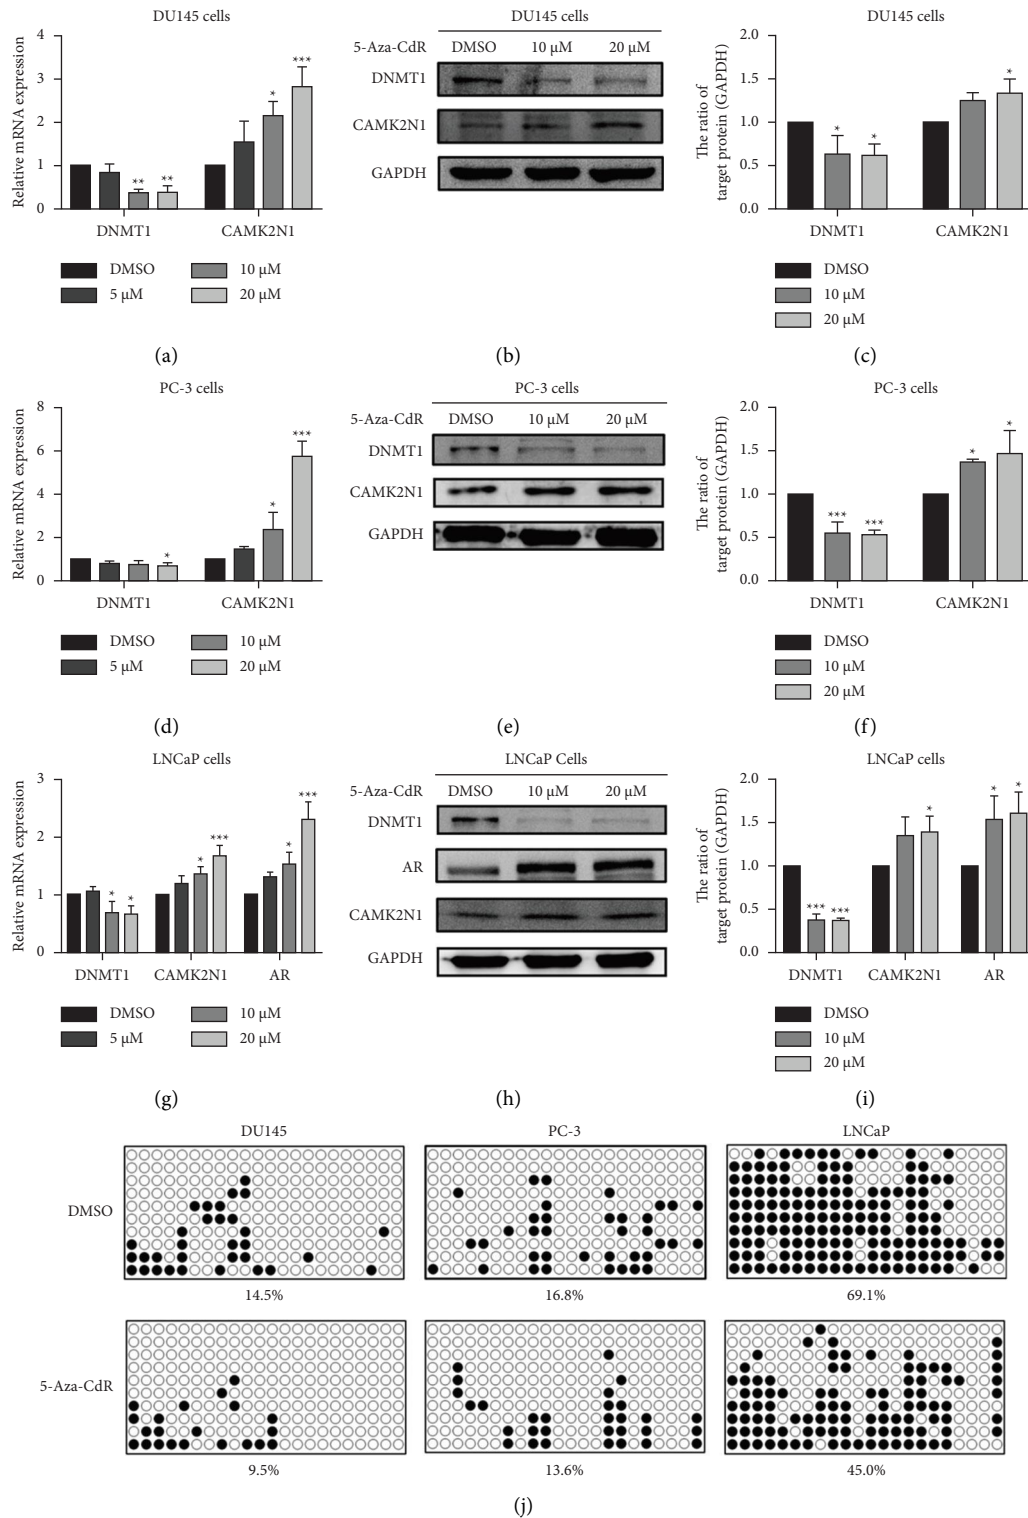 DU145 cells
Relative mRNA expression
4
3
2
1
0
**
**
*
***
DNMT1
CAMK2N1
DMSO
10 μM
5 μM
20 μM
(a)
DU145 cells
5-Aza-CdR
DMSO
10 μM
20 μM
DNMT1
CAMK2N1
GAPDH
(b)
DU145 cells
The ratio of
target protein (GAPDH)
2.0
1.5
1.0
0.5
0.0
*
*
*
DNMT1
CAMK2N1
DMSO
10 μM
20 μM
(c)
PC-3 cells
Relative mRNA expression
8
6
4
2
0
*
*
***
DNMT1
CAMK2N1
DMSO
10 μM
5 μM
20 μM
(d)
PC-3 cells
5-Aza-CdR
DMSO
10 μM
20 μM
DNMT1
CAMK2N1
GAPDH
(e)
PC-3 cells
The ratio of
target protein (GAPDH)
2.0
1.5
1.0
0.5
0.0
***
***
*
*
DNMT1
CAMK2N1
DMSO
10 μM
20 μM
(f)
LNCaP cells
Relative mRNA expression
3
2
1
0
*
*
*
***
*
***
DNMT1
CAMK2N1
AR
DMSO
10 μM
5 μM
20 μM
(g)
LNCaP Cells
5-Aza-CdR
DMSO
10 μM
20 μM
DNMT1
AR
CAMK2N1
GAPDH
(h)
LNCaP cells
The ratio of
target protein (GAPDH)
2.0
1.5
1.0
0.5
0.0
***
***
*
*
*
DNMT1
CAMK2N1
AR
DMSO
10 μM
20 μM
(i)
DU145
PC-3
LNCaP
DMSO
14.5%
16.8%
69.1%
5-Aza-CdR
9.5%
13.6%
45.0%
(j)